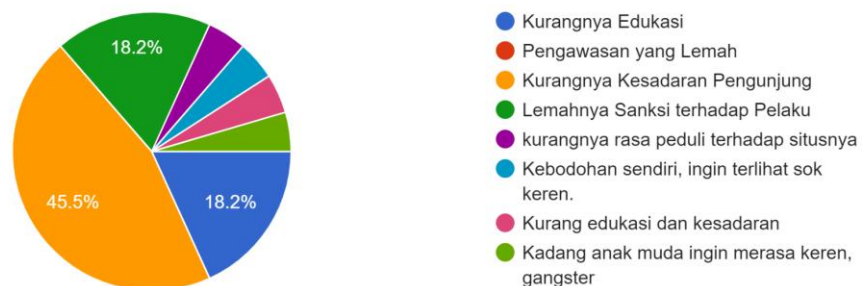 18.2%
45.5%
18.2%
Kurangnya Edukasi
Pengawasan yang Lemah
Kurangnya Kesadaran Pengunjung
Lemahnya Sanksi terhadap Pelaku
kurangnya rasa peduli terhadap situsnya
Kebodohan sendiri, ingin terlihat sok
keren.
Kurang edukasi dan kesadaran
Kadang anak muda ingin merasa keren,
gangster